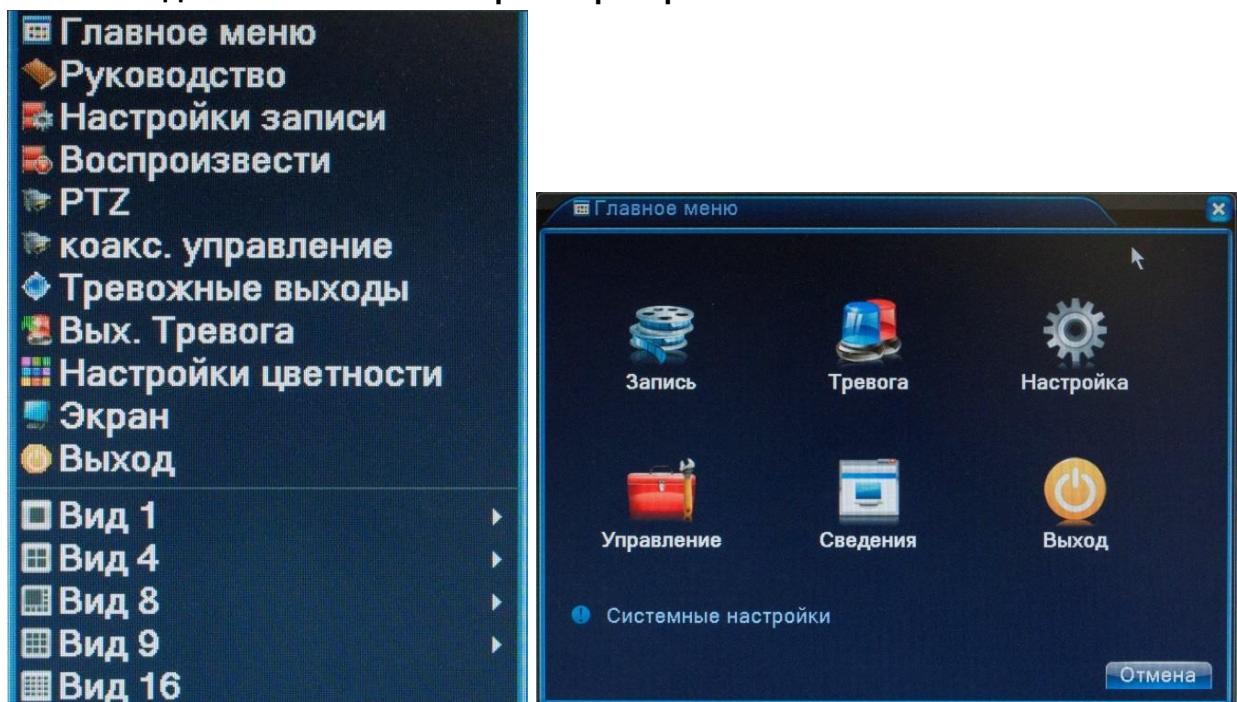 Главное меню
Руководство
Настройки записи
Воспроизвести
PTZ
коакс. управление
Тревожные выходы
Вых. Тревога
Настройки цветности
Экран
Выход
Вид 1
Вид 4
Вид 8
Вид 9
Вид 16
Главное меню
Запись
Тревога
Настройка
Управление
Сведения
Выход
Системные настройки
Отмена